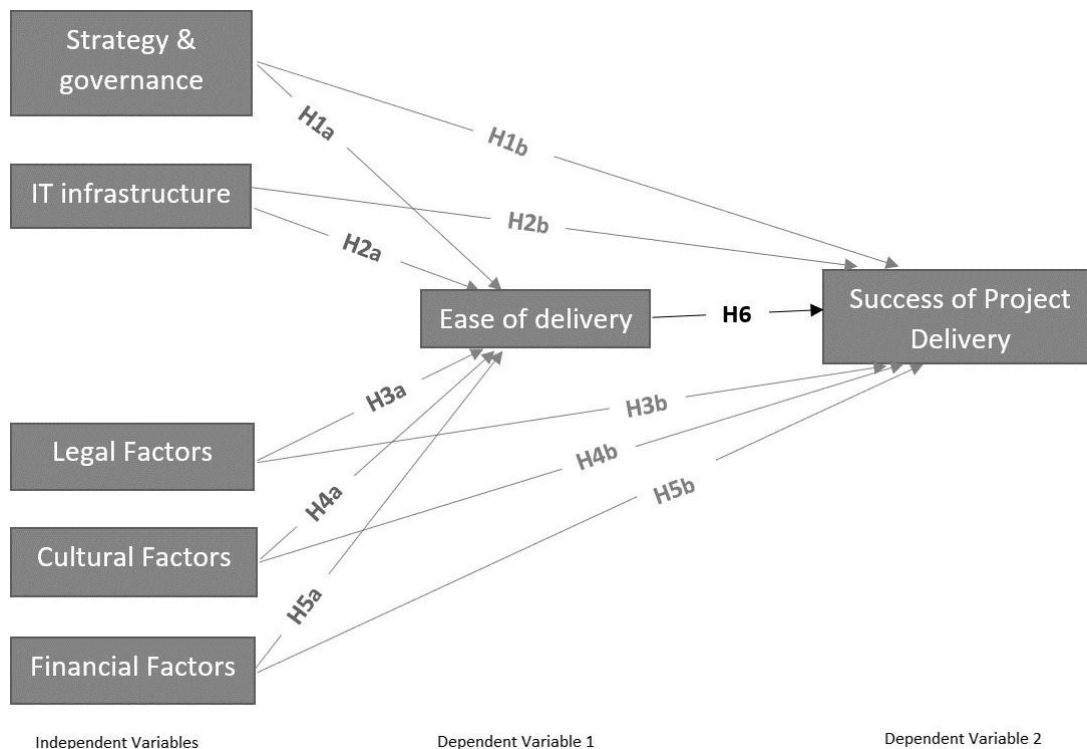 Strategy &
governance
H1a
H1b
IT infrastructure
H2b
H2a
Ease of delivery
H6
Success of Project
Delivery
H3a
H3b
Legal Factors
H4b
H4a
H5b
Cultural Factors
H5a
Financial Factors
Independent Variables
Dependent Variable 1
Dependent Variable 2